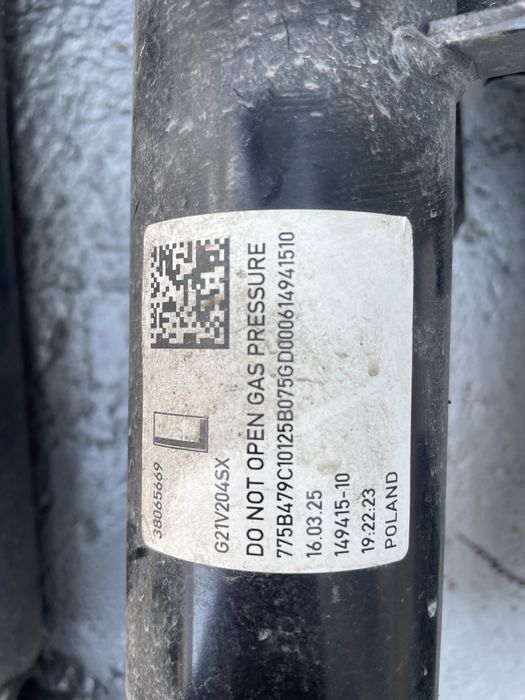 38065669
L
G21V204SX
DO NOT OPEN GAS PRESSURE
775B479C10125B075GD000614941510
16.03.25
149415-10
19:22:23
POLAND